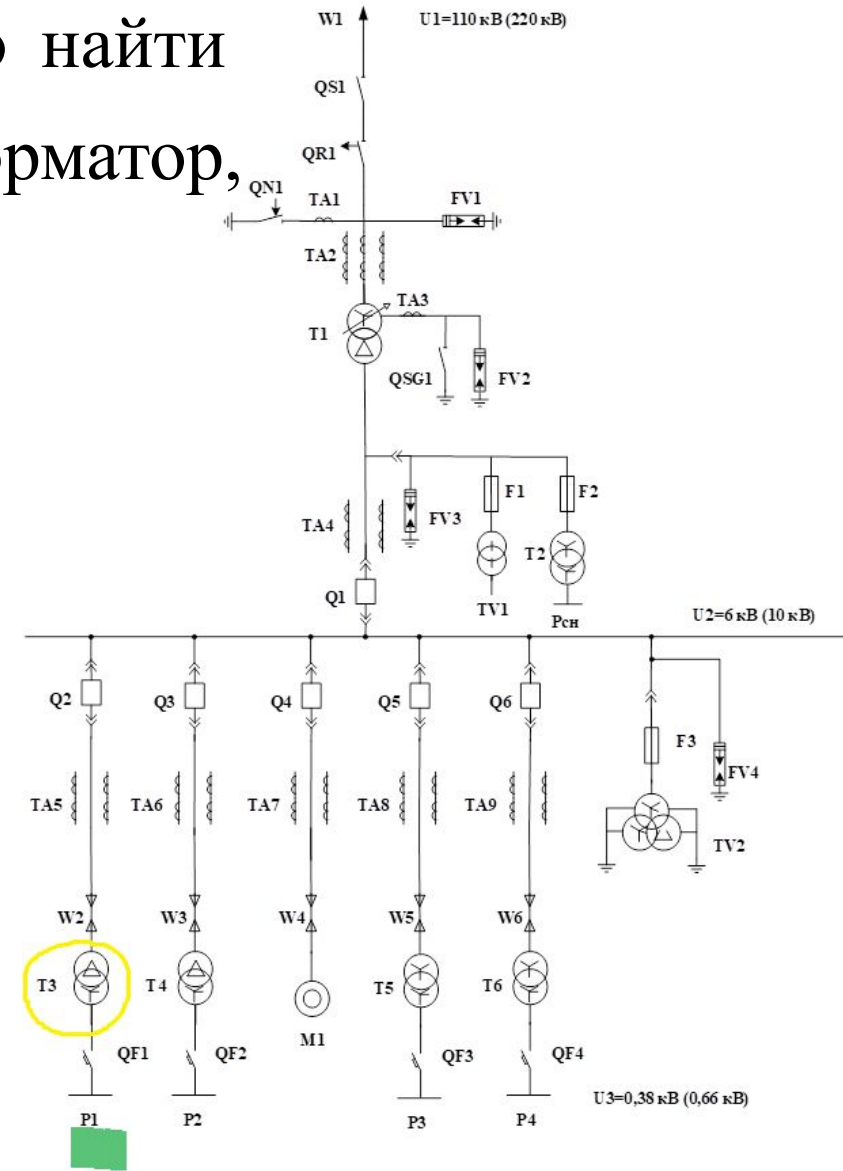 найти
W1 U1=110 кВ (220 кВ)
QS1
QR1
QN1 TA1 FV1
TA2
TA3
T1
QSG1 FV2
F1 F2
TA4 FV3 T2
Q1 TV1 Pсн
U2=6 кВ (10 кВ)
Q2 Q3 Q4 Q5 Q6
F3
FV4
TA5 TA6 TA7 TA8 TA9
TV2
W2 W3 W4 W5 W6
T3 T4 T5 T6
M1
QF1 QF2 QF3 QF4
U3=0,38 кВ (0,66 кВ)
P1 P2 P3 P4